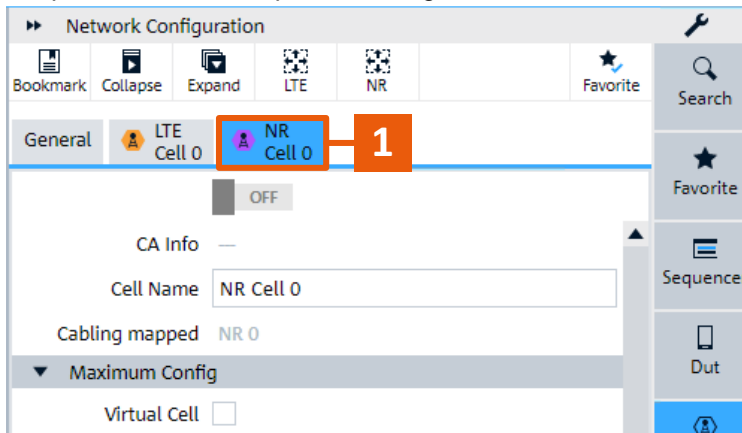 Network Configuration
Bookmark Collapse Expand LTE NR Favorite
Search
General LTE Cell 0 NR Cell 0 1
Favorite
OFF
CA Info —
Sequence
Cell Name NR Cell 0
Cabling mapped NR 0
Dut
Maximum Config
Virtual Cell